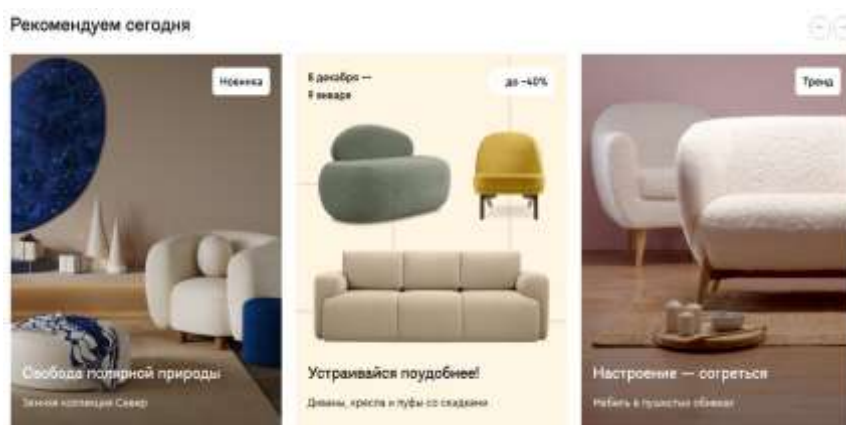 Рекомендуем сегодня
Новинка
8 декабря —
9 января
до –40%
Тренд
Свобода полярной природы
Зимняя коллекция Север
Устраивайся поудобнее!
Диваны, кресла и пуфы со скидками
Настроение — согреться
Мебель в пушистых обивках